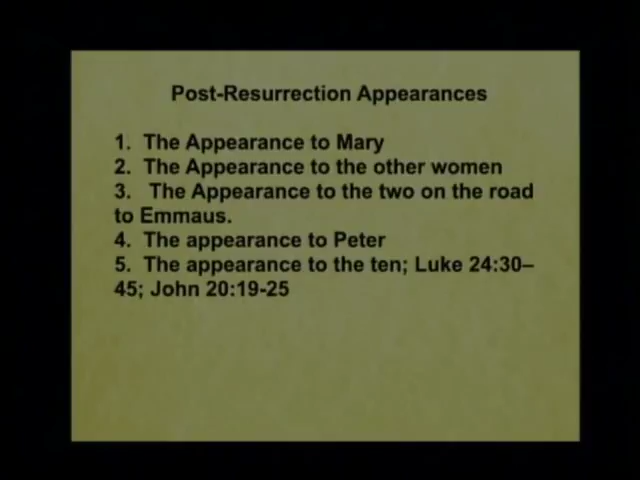 Post-Resurrection Appearances
1. The Appearance to Mary
2. The Appearance to the other women
3. The Appearance to the two on the road
to Emmaus.
4. The appearance to Peter
5. The appearance to the ten; Luke 24:30–
45; John 20:19-25